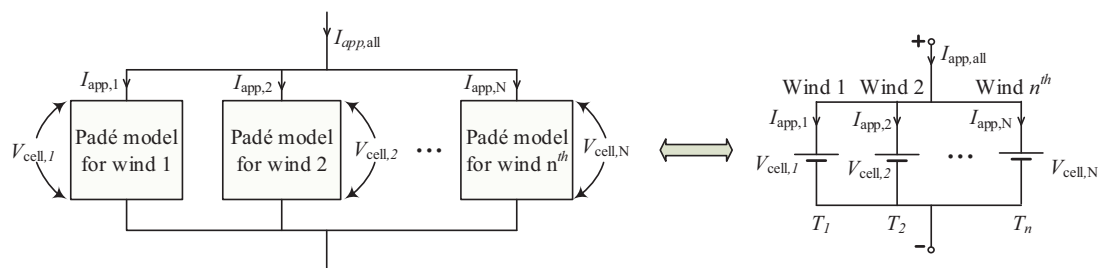 I_app,all
I_app,1
I_app,2
I_app,N
V_cell,1
Padé model
for wind 1
Padé model
for wind 2
V_cell,2
...
Padé model
for wind n^th
V_cell,N
+
I_app,all
Wind 1
Wind 2
Wind n^th
I_app,1
I_app,2
I_app,N
V_cell,1
V_cell,2
...
V_cell,N
T_1
T_2
T_n
-